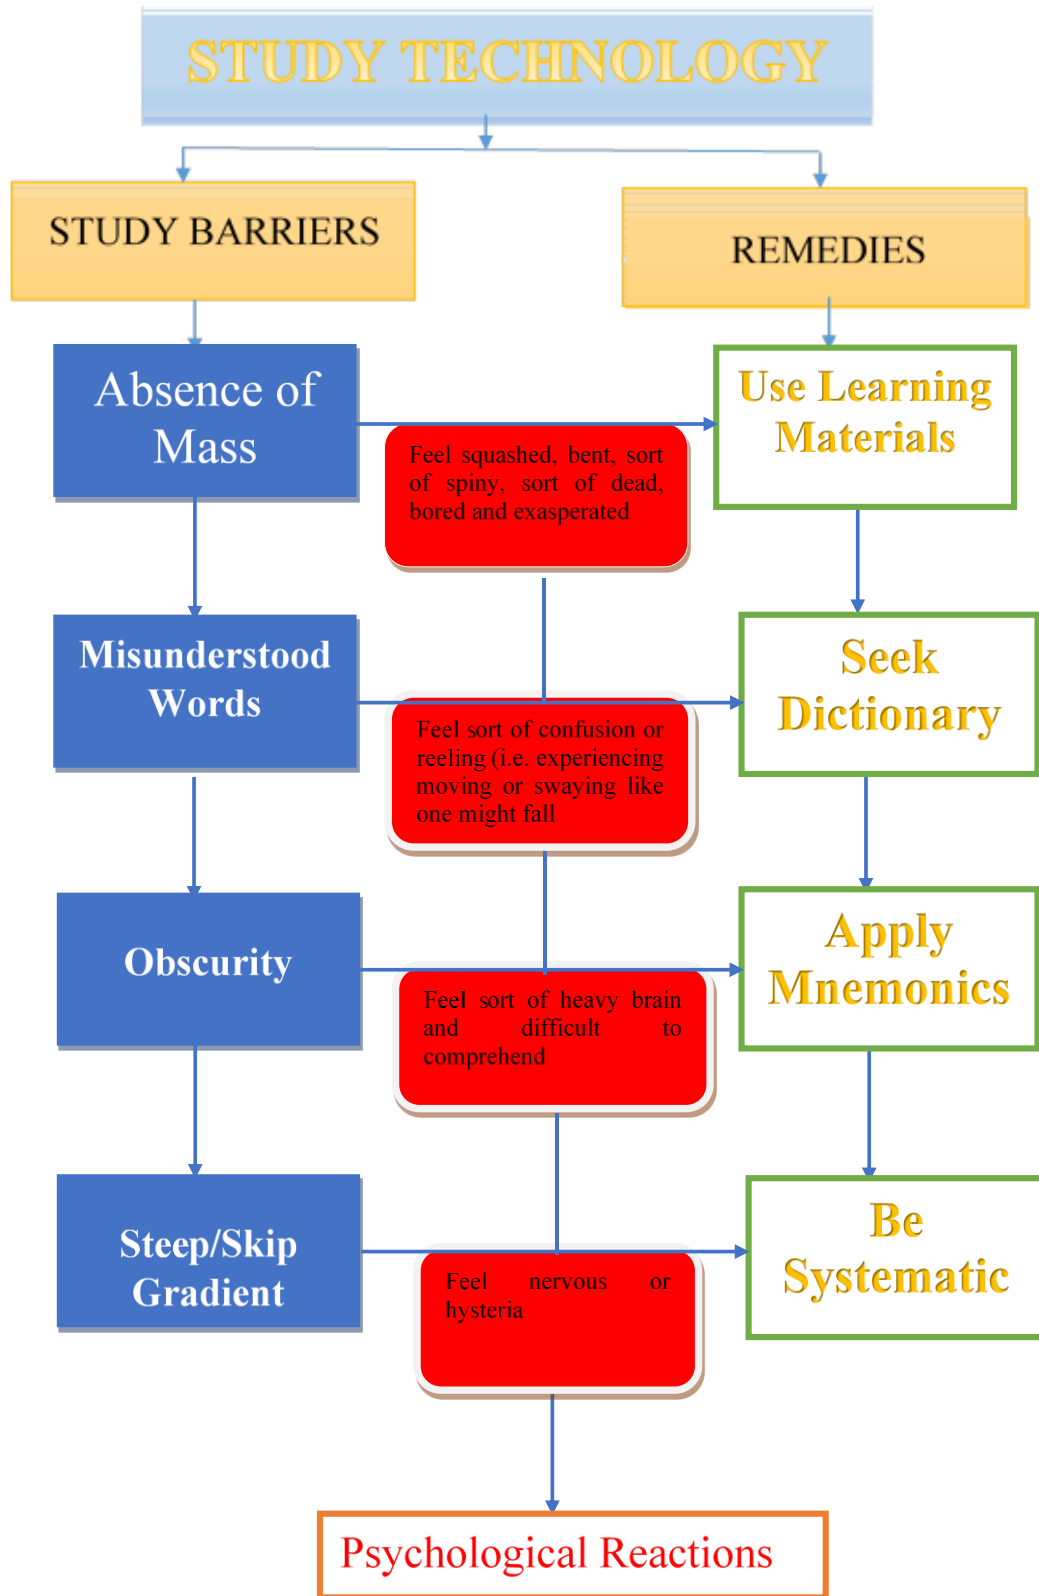 STUDY TECHNOLOGY
STUDY BARRIERS
REMEDIES
Absence of
Mass
Feel squashed, bent, sort
of spiny, sort of dead,
bored and exasperated
Use Learning
Materials
Misunderstood
Words
Feel sort of confusion or
reeling (i.e. experiencing
moving or swaying like
one might fall
Seek
Dictionary
Obscurity
Feel sort of heavy brain
and difficult to
comprehend
Apply
Mnemonics
Steep/Skip
Gradient
Feel nervous or
hysteria
Be
Systematic
Psychological Reactions